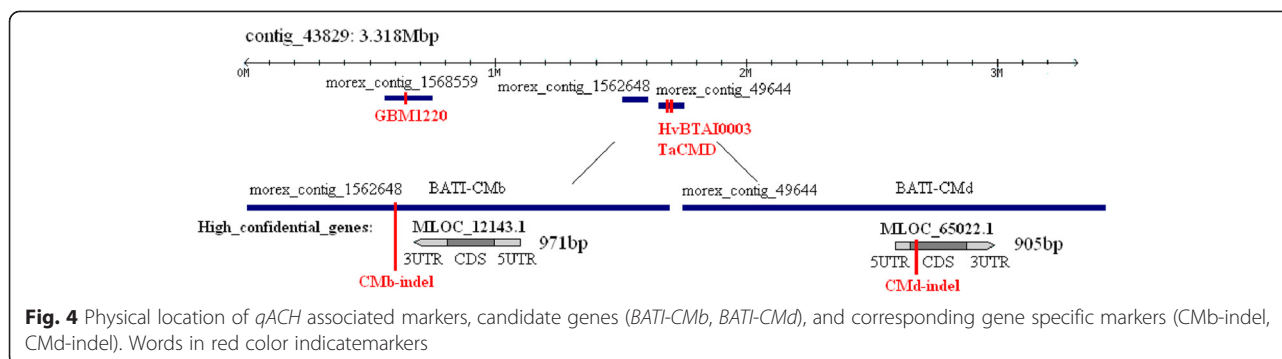 contig_43829: 3.318Mbp
0M 1M 2M 3M
morex_contig_1568559 morex_contig_1562648 morex_contig_49644
GBM1220 HvBTAI0003
TaCMD
morex_contig_1562648 BATI-CMb morex_contig_49644 BATI-CMd
High_confidential_genes: MLOC_12143.1 971bp MLOC_65022.1 905bp
3UTR CDS 5UTR 5UTR CDS 3UTR
CMb-indel CMd-indel
Fig. 4 Physical location of qACH associated markers, candidate genes (BATI-CMb, BATI-CMd), and corresponding gene specific markers (CMb-indel,
CMd-indel). Words in red color indicatemarkers